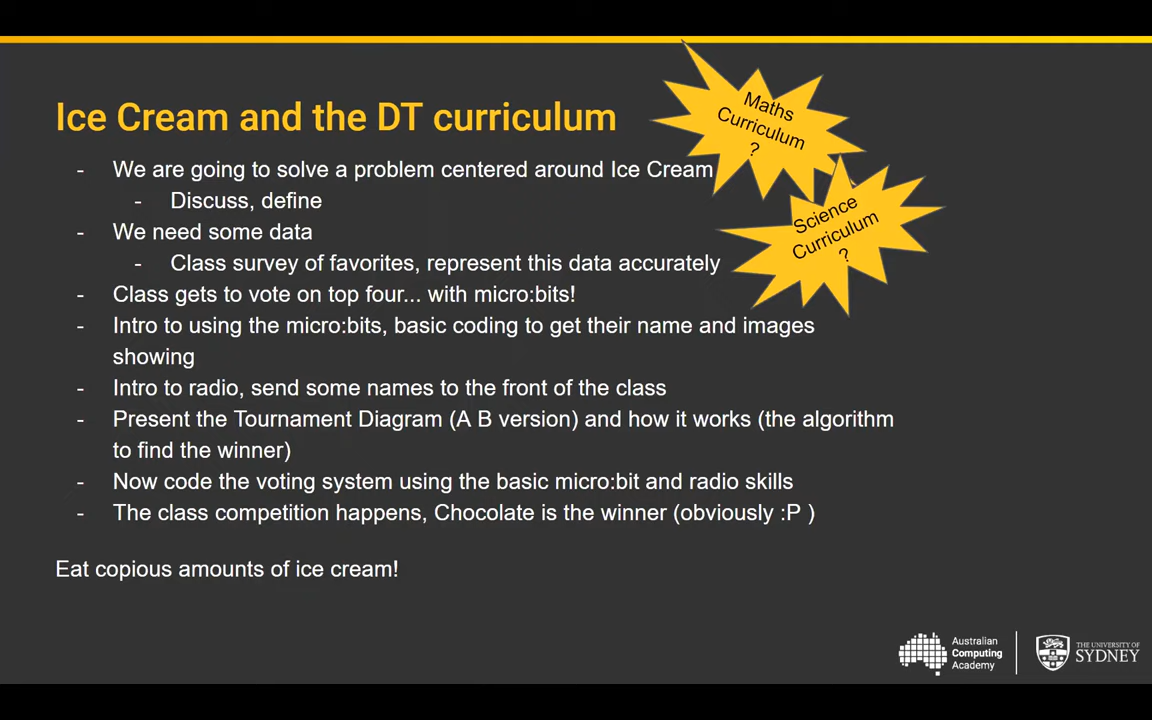 Ice Cream and the DT curriculum
Maths
Curriculum
?
Science
Curriculum
?
- We are going to solve a problem centered around Ice Cream
- Discuss, define
- We need some data
- Class survey of favorites, represent this data accurately
- Class gets to vote on top four... with micro:bits!
- Intro to using the micro:bits, basic coding to get their name and images
showing
- Intro to radio, send some names to the front of the class
- Present the Tournament Diagram (A B version) and how it works (the algorithm
to find the winner)
- Now code the voting system using the basic micro:bit and radio skills
- The class competition happens, Chocolate is the winner (obviously :P )
Eat copious amounts of ice cream!
Australian
Computing
Academy
THE UNIVERSITY OF
SYDNEY